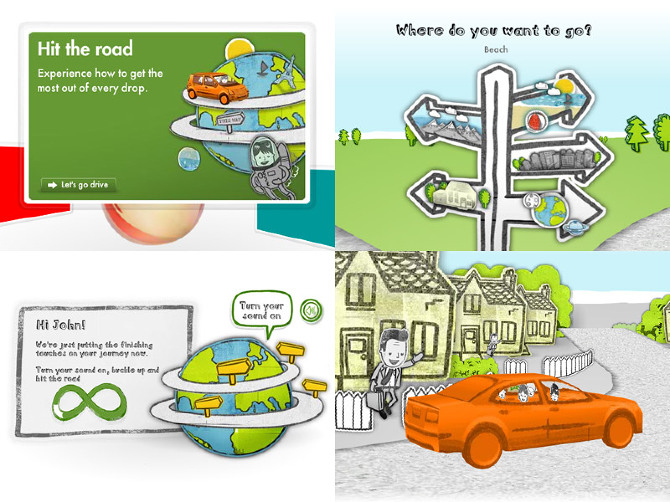 Hit the road
Experience how to get the
most out of every drop.
Let's go drive
Where do you want to go?
Beach
Hi John!
We're just putting the finishing
touches on your journey now.
Turn your sound on, buckle up and
hit the road
Turn your
sound on